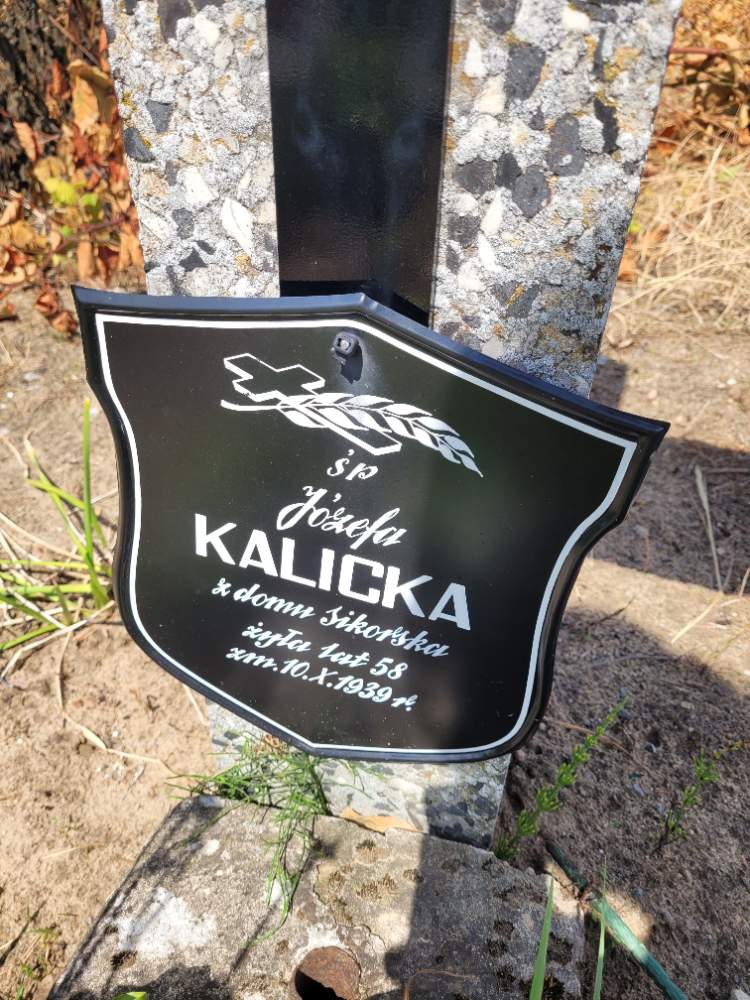 ś'p
Józefa
KALICKA
z domu Sikorska
żyła lat 58
zm. 10.X.1939 r.